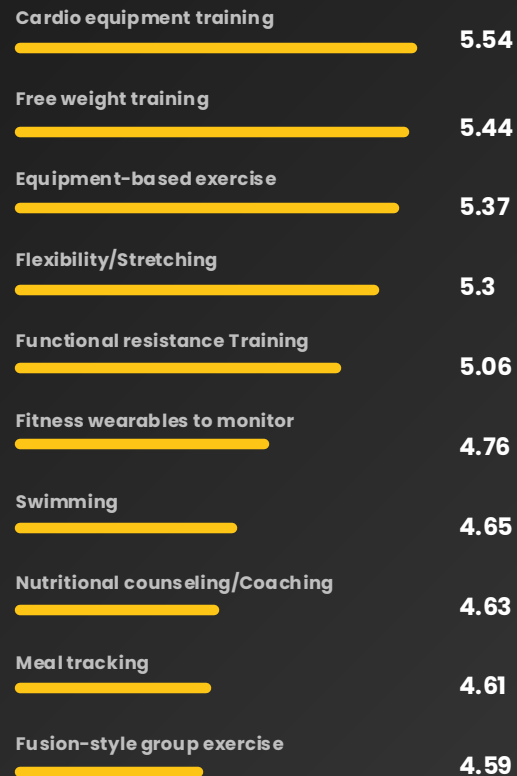 Cardio equipment training
5.54
Free weight training
5.44
Equipment-based exercise
5.37
Flexibility/Stretching
5.3
Functional resistance Training
5.06
Fitness wearables to monitor
4.76
Swimming
4.65
Nutritional counseling/Coaching
4.63
Meal tracking
4.61
Fusion-style group exercise
4.59